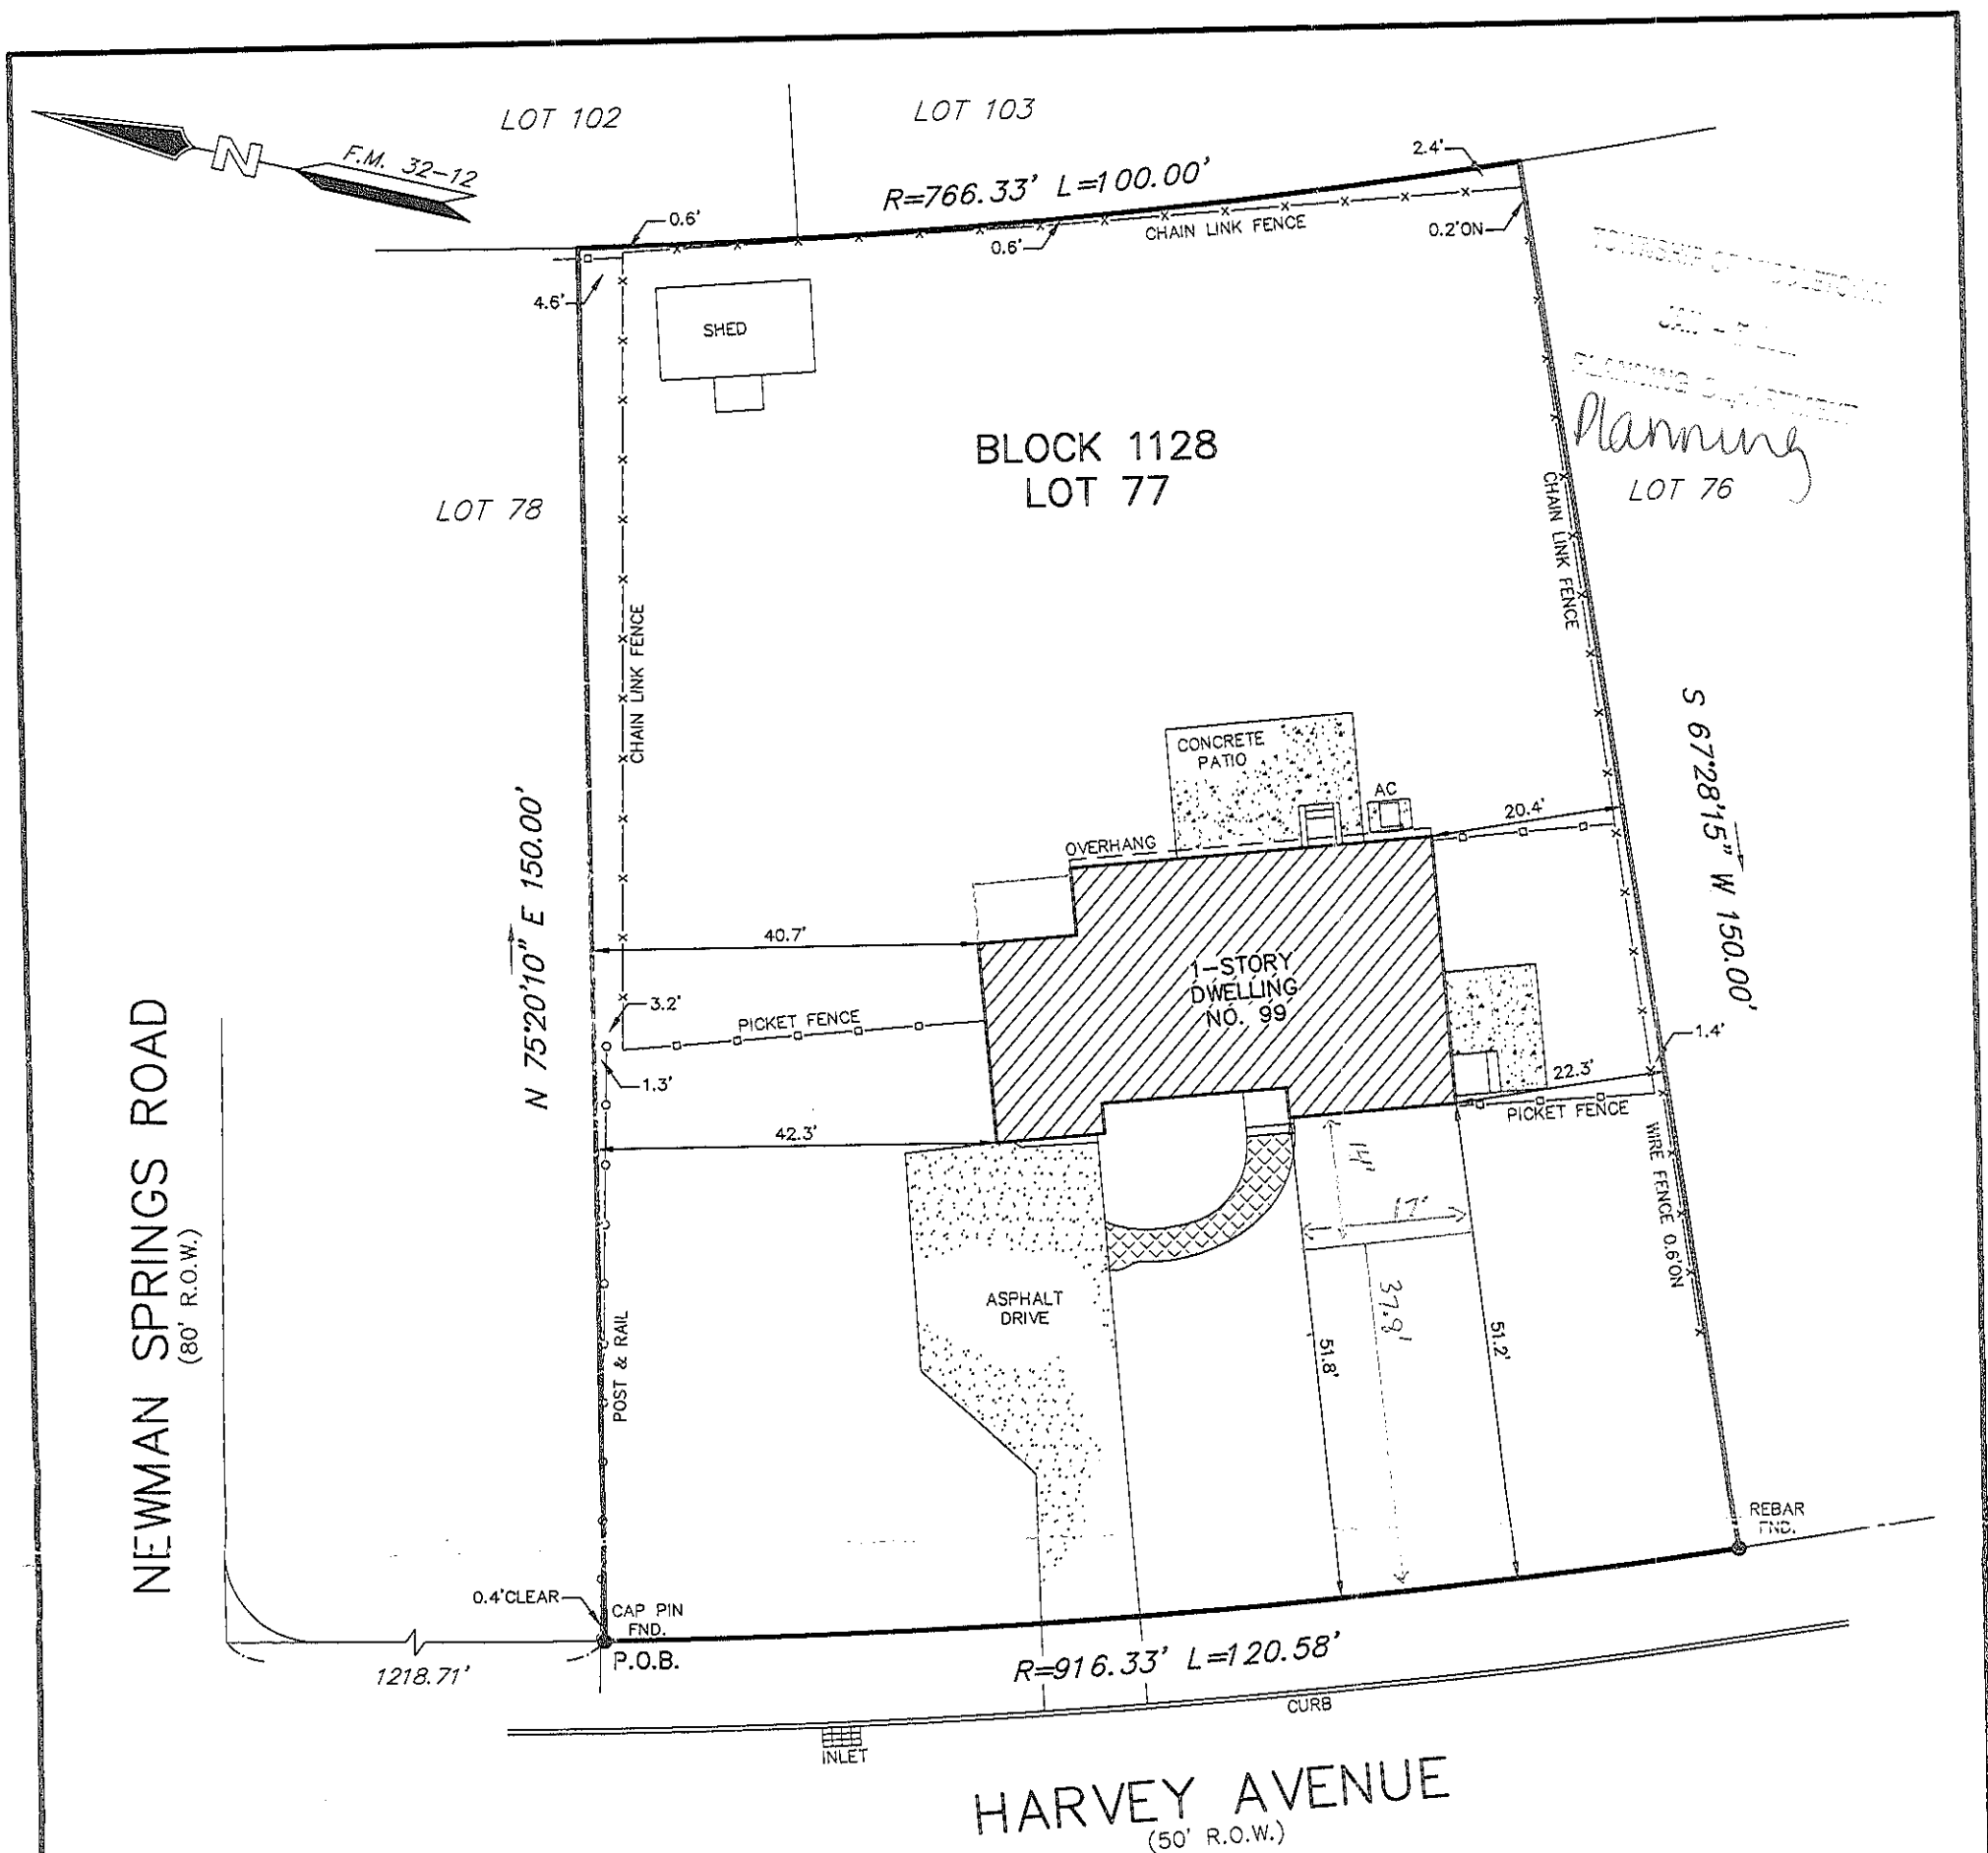 LOT 102
LOT 103
N
F.M. 32-12
R=766.33' L=100.00'
2.4'
0.6'
0.6'
CHAIN LINK FENCE
0.2'ON
4.6'
SHED
TOWNSHIP OF MIDDLETOWN
JAN
PLANNING DEPARTMENT
Planning
BLOCK 1128
LOT 77
LOT 78
LOT 76
CHAIN LINK FENCE
CHAIN LINK FENCE
S 67°28'15" W 150.00'
N 75°20'10" E 150.00'
CONCRETE
PATIO
AC
20.4'
OVERHANG
40.7'
1-STORY
DWELLING
NO. 99
3.2'
PICKET FENCE
1.3'
1.4'
22.3'
PICKET FENCE
42.3'
14'
17'
WIRE FENCE 0.6'ON
NEWMAN SPRINGS ROAD
(80' R.O.W.)
ASPHALT
DRIVE
37.9'
51.8'
51.2'
POST & RAIL
REBAR
FND.
0.4'CLEAR
CAP PIN
FND.
P.O.B.
1218.71'
R=916.33' L=120.58'
CURB
INLET
HARVEY AVENUE
(50' R.O.W.)